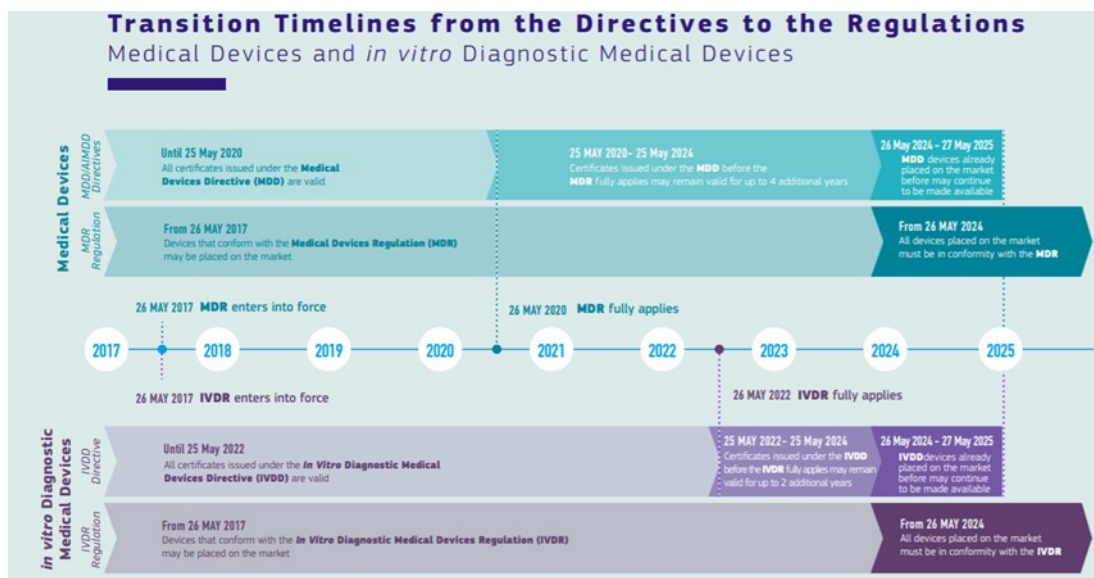 Transition Timelines from the Directives to the Regulations
Medical Devices and in vitro Diagnostic Medical Devices
Medical Devices
MDD/AIMDD
Directives
Until 25 May 2020
All certificates issued under the Medical
Devices Directive (MDD) are valid
25 MAY 2020- 25 May 2024
Certificates issued under the MDD before the
MDR fully applies may remain valid for up to 4 additional years
26 May 2024 - 27 May 2025
MDD devices already
placed on the market
before may continue
to be made available
MDR
Regulation
From 26 MAY 2017
Devices that conform with the Medical Devices Regulation (MDR)
may be placed on the market
From 26 MAY 2024
All devices placed on the market
must be in conformity with the MDR
26 MAY 2017 MDR enters into force
26 MAY 2020 MDR fully applies
2017 2018 2019 2020 2021 2022 2023 2024 2025
26 MAY 2017 IVDR enters into force
26 MAY 2022 IVDR fully applies
in vitro Diagnostic
Medical Devices
IVDD
Directive
Until 25 May 2022
All certificates issued under the In Vitro Diagnostic Medical
Devices Directive (IVDD) are valid
25 MAY 2022- 25 May 2024
Certificates issued under the IVDD
before the IVDR fully applies may remain
valid for up to 2 additional years
26 May 2024 - 27 May 2025
IVDDdevices already
placed on the market
before may continue
to be made available
IVDR
Regulation
From 26 MAY 2017
Devices that conform with the In Vitro Diagnostic Medical Devices Regulation (IVDR)
may be placed on the market
From 26 MAY 2024
All devices placed on the market
must be in conformity with the IVDR